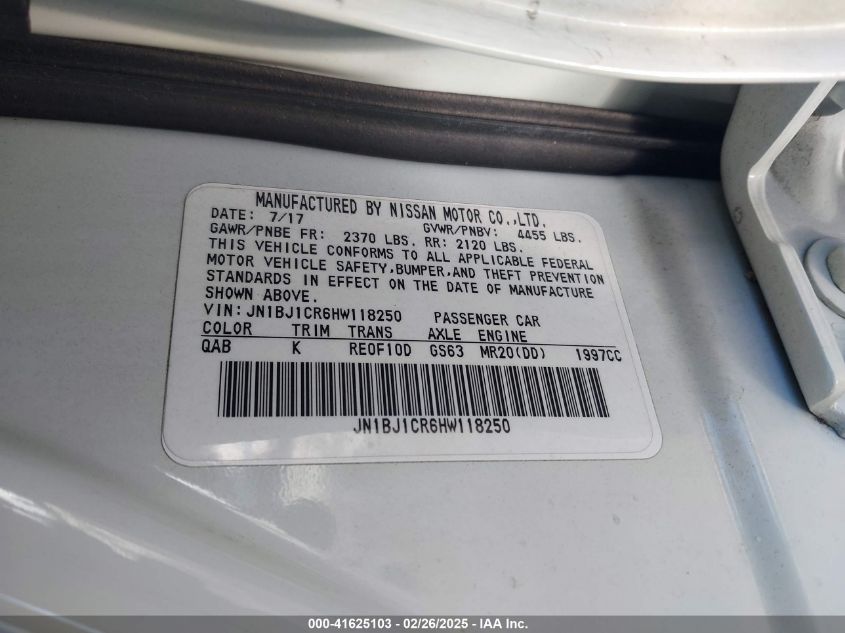 MANUFACTURED BY NISSAN MOTOR CO.,LTD.
DATE: 7/17 GVWR/PNBV: 4455 LBS.
GAWR/PNBE FR: 2370 LBS. RR: 2120 LBS.
THIS VEHICLE CONFORMS TO ALL APPLICABLE FEDERAL
MOTOR VEHICLE SAFETY,BUMPER,AND THEFT PREVENTION
STANDARDS IN EFFECT ON THE DATE OF MANUFACTURE
SHOWN ABOVE.
VIN:JN1BJ1CR6HW118250 PASSENGER CAR
COLOR TRIM TRANS AXLE ENGINE
QAB K RE0F10D GS63 MR20(DD) 1997CC
JN1BJ1CR6HW118250
000-41625103 - 02/26/2025 - IAA Inc.